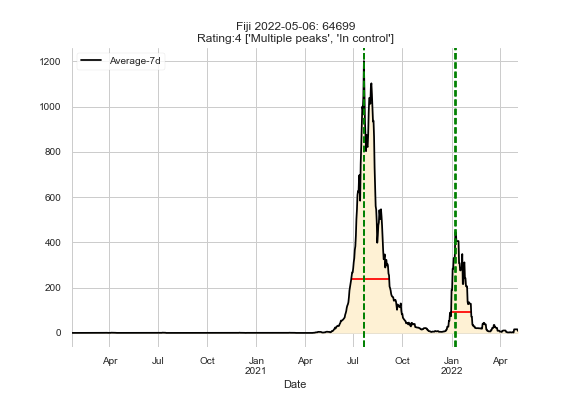 Fiji 2022-05-06: 64699
Rating:4 ['Multiple peaks', 'In control']
Average-7d
1200
1000
800
600
400
200
0
Apr Jul Oct Jan Apr Jul Oct Jan Apr
2021 2022
Date